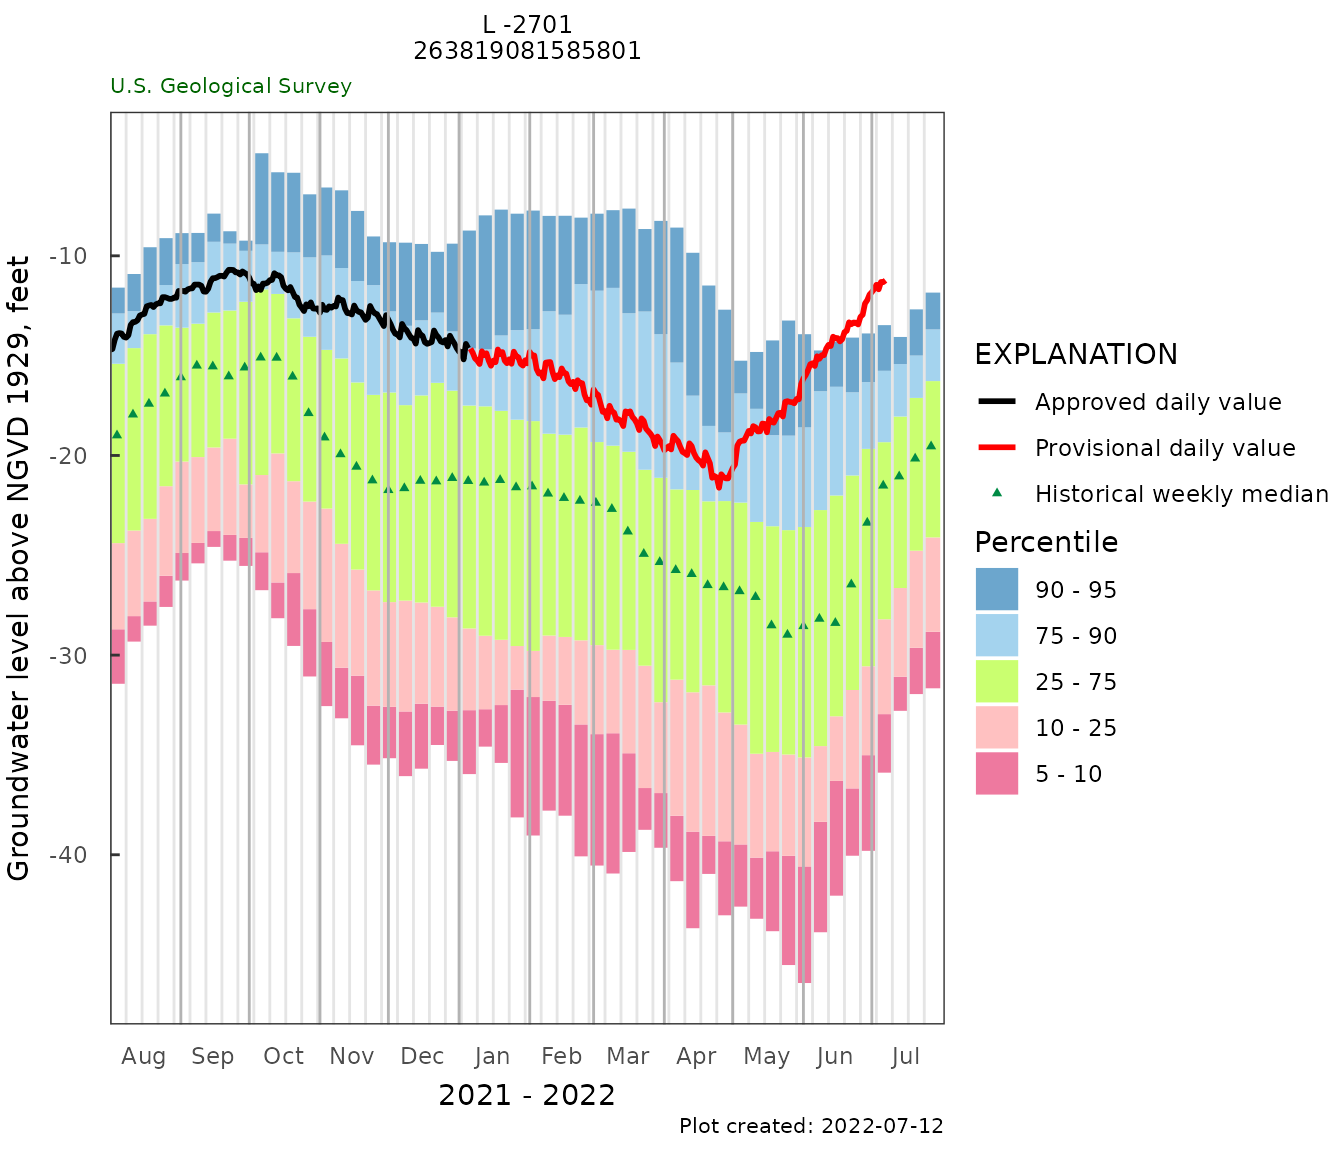 L -2701
263819081585801
U.S. Geological Survey
Groundwater level above NGVD 1929, feet
-10
-20
-30
-40
Aug Sep Oct Nov Dec Jan Feb Mar Apr May Jun Jul
2021 - 2022
Plot created: 2022-07-12
EXPLANATION
Approved daily value
Provisional daily value
Historical weekly median
Percentile
90 - 95
75 - 90
25 - 75
10 - 25
5 - 10